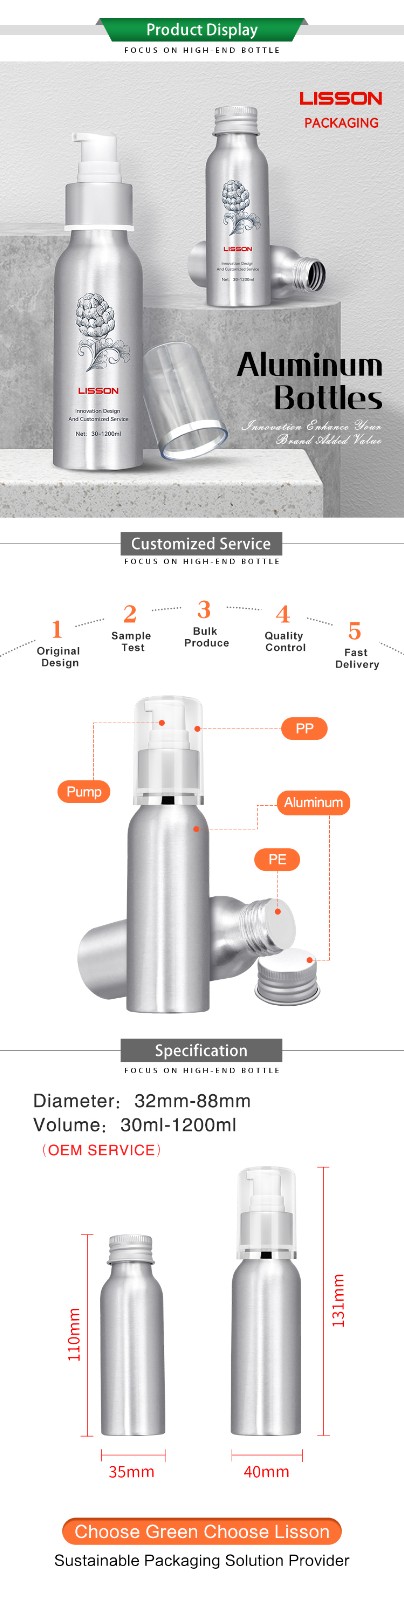 Product Display
FOCUS ON HIGH-END BOTTLE
LISSON
PACKAGING
LISSON
Innovation Design
And Customized Service
Net: 30-1200ml
LISSON
Innovation Design
And Customized Service
Net: 30-1200ml
Aluminum
Bottles
Innovation Enhance Your
Brand Added Value
Customized Service
FOCUS ON HIGH-END BOTTLE
1
Original
Design
2
Sample
Test
3
Bulk
Produce
4
Quality
Control
5
Fast
Delivery
PP
Pump
Aluminum
PE
Specification
FOCUS ON HIGH-END BOTTLE
Diameter: 32mm-88mm
Volume: 30ml-1200ml
(OEM SERVICE)
110mm
131mm
35mm
40mm
Choose Green Choose Lisson
Sustainable Packaging Solution Provider